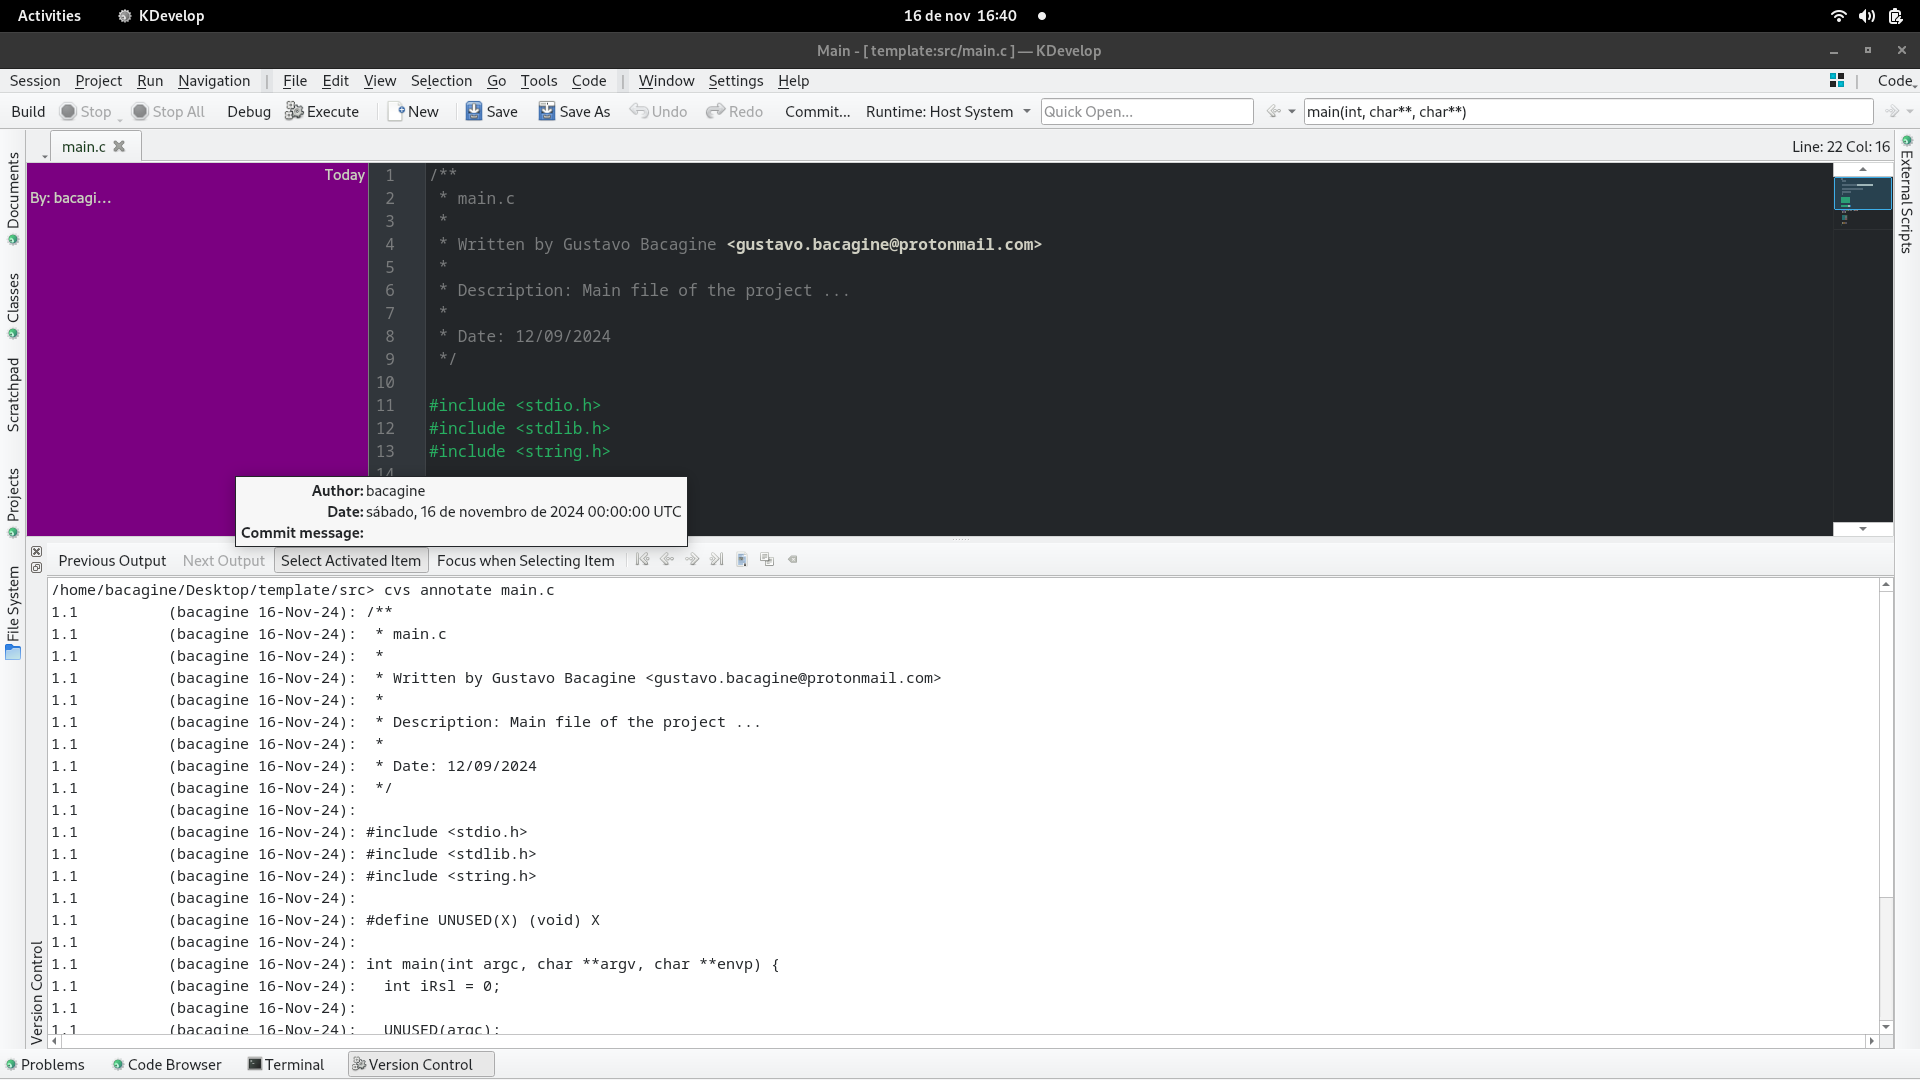 Activities KDevelop 16 de nov 16:40
Main - [ template:src/main.c ] — KDevelop
Session Project Run Navigation | File Edit View Selection Go Tools Code | Window Settings Help | Code
Build Stop Stop All Debug Execute New Save Save As Undo Redo Commit... Runtime: Host System Quick Open... main(int, char**, char**)
main.c Line: 22 Col: 16
Documents
Classes
Scratchpad
Projects
File System
External Scripts
Today
By: bacagi...
1 /**
2 * main.c
3 *
4 * Written by Gustavo Bacagine <gustavo.bacagine@protonmail.com>
5 *
6 * Description: Main file of the project ...
7 *
8 * Date: 12/09/2024
9 */
10
11 #include <stdio.h>
12 #include <stdlib.h>
13 #include <string.h>
14
Author: bacagine
Date: sábado, 16 de novembro de 2024 00:00:00 UTC
Commit message:
Previous Output Next Output Select Activated Item Focus when Selecting Item
Version Control
/home/bacagine/Desktop/template/src> cvs annotate main.c
1.1 (bacagine 16-Nov-24): /**
1.1 (bacagine 16-Nov-24): * main.c
1.1 (bacagine 16-Nov-24): *
1.1 (bacagine 16-Nov-24): * Written by Gustavo Bacagine <gustavo.bacagine@protonmail.com>
1.1 (bacagine 16-Nov-24): *
1.1 (bacagine 16-Nov-24): * Description: Main file of the project ...
1.1 (bacagine 16-Nov-24): *
1.1 (bacagine 16-Nov-24): * Date: 12/09/2024
1.1 (bacagine 16-Nov-24): */
1.1 (bacagine 16-Nov-24):
1.1 (bacagine 16-Nov-24): #include <stdio.h>
1.1 (bacagine 16-Nov-24): #include <stdlib.h>
1.1 (bacagine 16-Nov-24): #include <string.h>
1.1 (bacagine 16-Nov-24):
1.1 (bacagine 16-Nov-24): #define UNUSED(X) (void) X
1.1 (bacagine 16-Nov-24):
1.1 (bacagine 16-Nov-24): int main(int argc, char **argv, char **envp) {
1.1 (bacagine 16-Nov-24): int iRsl = 0;
1.1 (bacagine 16-Nov-24):
1.1 (bacagine 16-Nov-24): UNUSED(argc);
Problems Code Browser Terminal Version Control